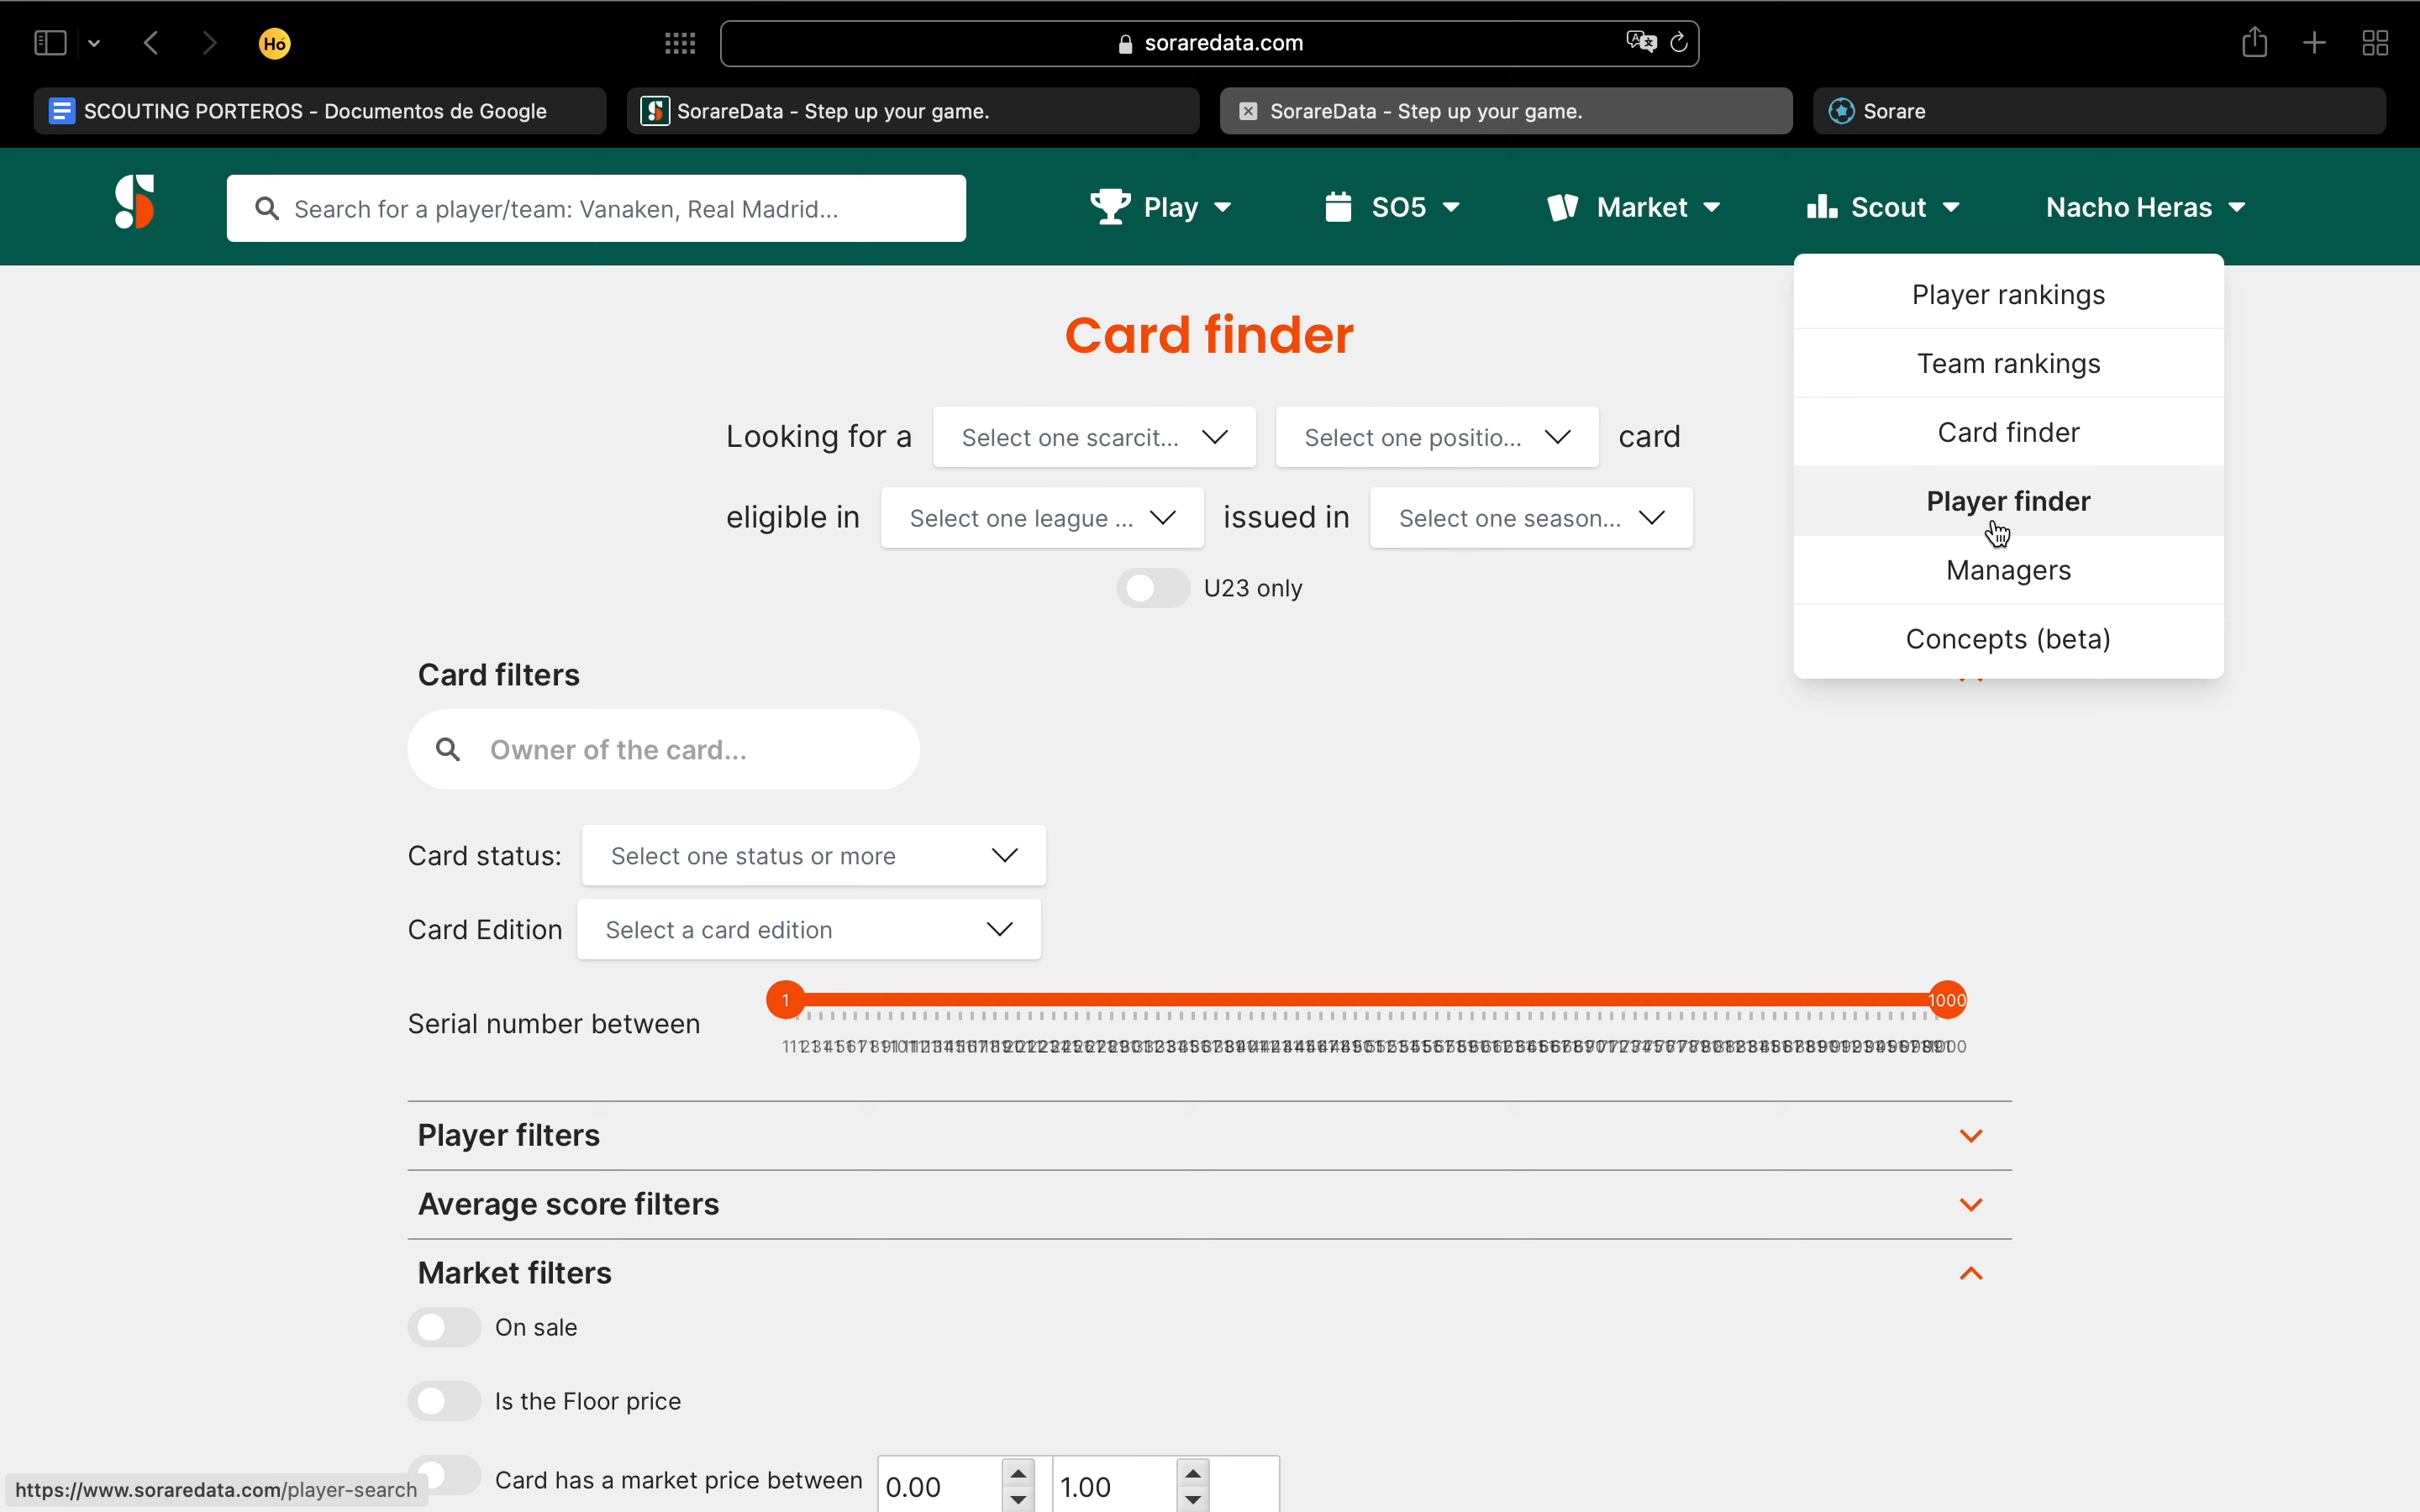 Hó
soraredata.com
SCOUTING PORTEROS - Documentos de Google
SorareData - Step up your game.
SorareData - Step up your game.
Sorare
Search for a player/team: Vanaken, Real Madrid...
Play
SO5
Market
Scout
Nacho Heras
Player rankings
Team rankings
Card finder
Player finder
Managers
Concepts (beta)
Card finder
Looking for a Select one scarcit... Select one positio... card
eligible in Select one league ... issued in Select one season...
U23 only
Card filters
Owner of the card...
Card status: Select one status or more
Card Edition Select a card edition
Serial number between 1 1000
Player filters
Average score filters
Market filters
On sale
Is the Floor price
Card has a market price between 0.00 1.00
https://www.soraredata.com/player-search